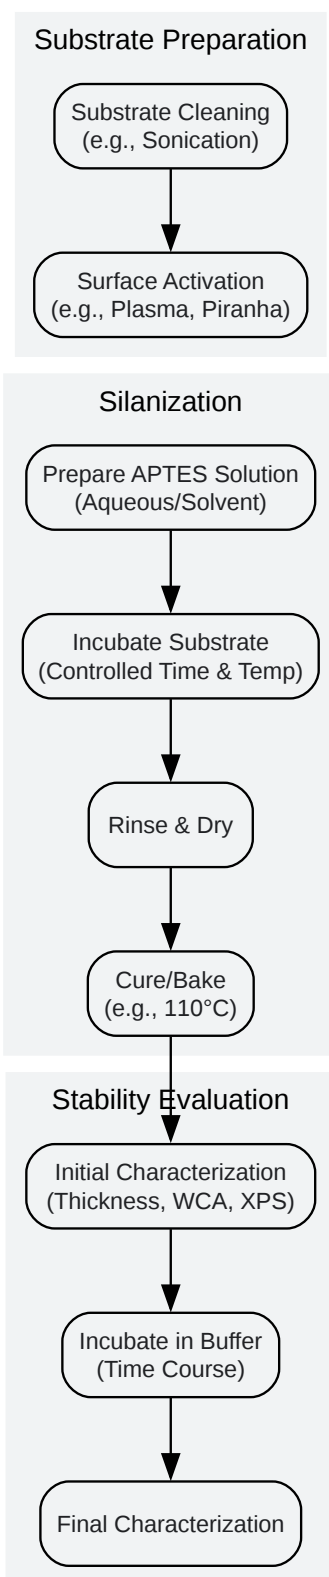 Substrate Preparation
Substrate Cleaning
(e.g., Sonication)
Surface Activation
(e.g., Plasma, Piranha)
Silanization
Prepare APTES Solution
(Aqueous/Solvent)
Incubate Substrate
(Controlled Time & Temp)
Rinse & Dry
Cure/Bake
(e.g., 110°C)
Stability Evaluation
Initial Characterization
(Thickness, WCA, XPS)
Incubate in Buffer
(Time Course)
Final Characterization